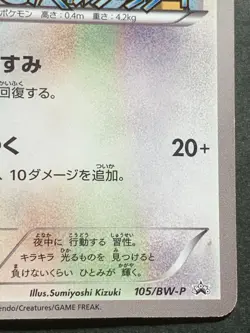 ポケモン 高さ：0.4m 重さ：4.2kg
すみ
回復する。
く 20+
、10ダメージを追加。
夜中に 行動する 習性。
キラキラ 光るものを 見つけると
負けないくらい ひとみが 輝く。
Illus.Sumiyoshi Kizuki 105/BW-P
ndo/Creatures/GAME FREAK.